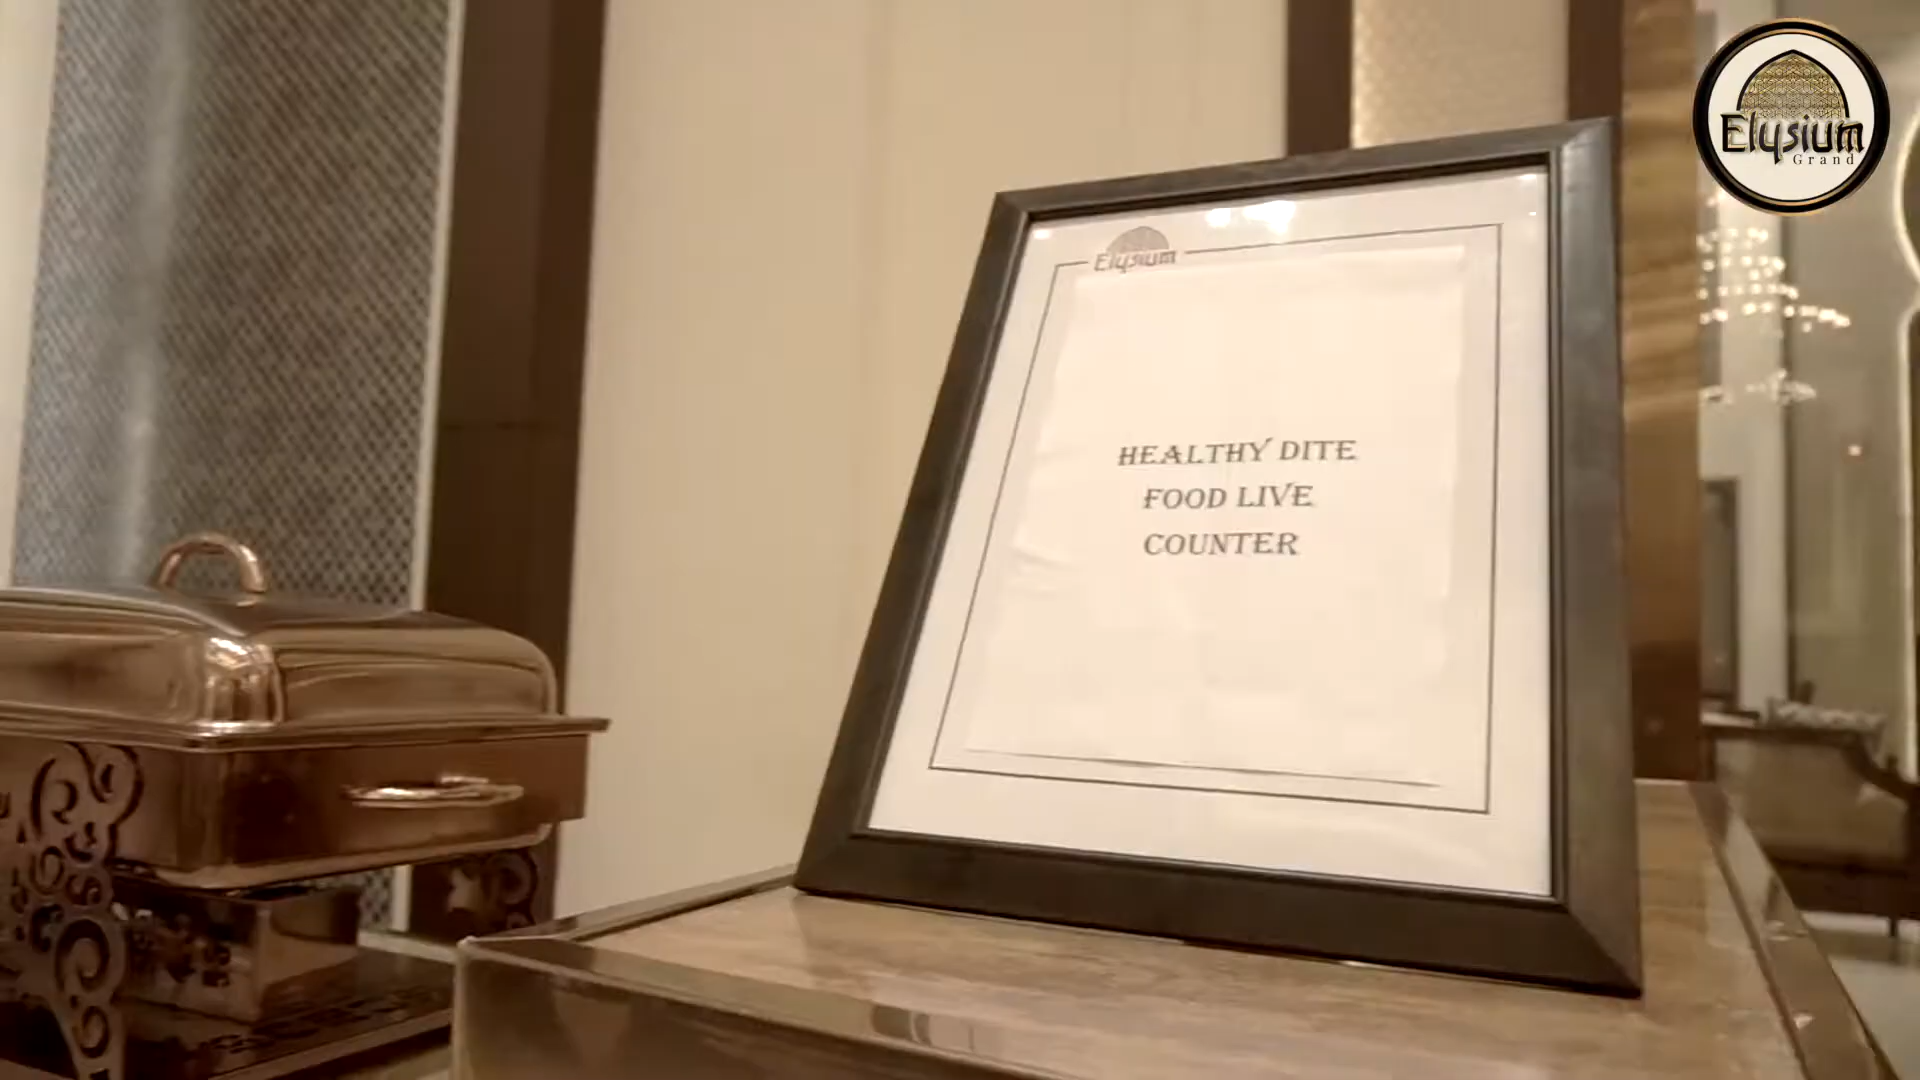 Elysium
Grand
Elysium
HEALTHY DITE
FOOD LIVE
COUNTER